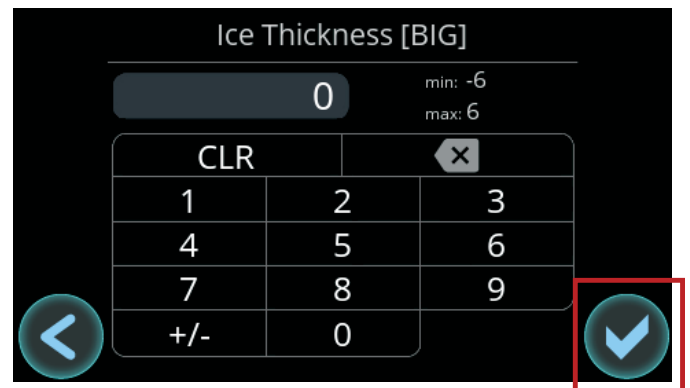 Ice Thickness [BIG]
0
min: -6
max: 6
CLR
1 2 3
4 5 6
7 8 9
+/- 0